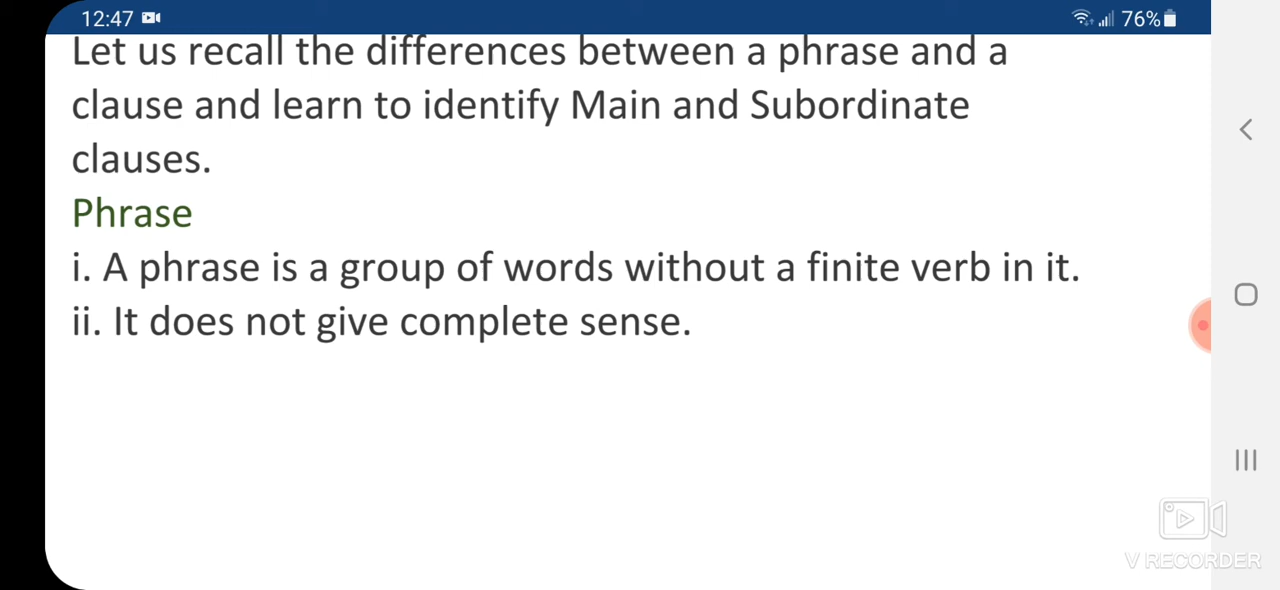 12:47
76%
Let us recall the differences between a phrase and a
clause and learn to identify Main and Subordinate
clauses.
Phrase
i. A phrase is a group of words without a finite verb in it.
ii. It does not give complete sense.
V RECORDER